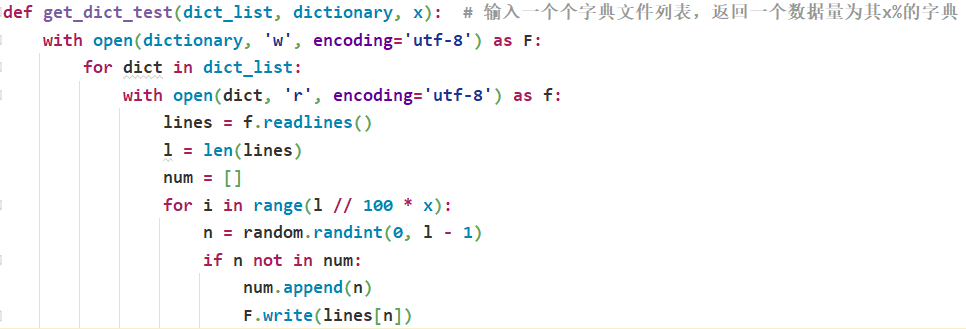 def get_dict_test(dict_list, dictionary, x):  # 输入一个个字典文件列表，返回一个数据量为其x%的字典
    with open(dictionary, 'w', encoding='utf-8') as F:
        for dict in dict_list:
            with open(dict, 'r', encoding='utf-8') as f:
                lines = f.readlines()
                l = len(lines)
                num = []
                for i in range(l // 100 * x):
                    n = random.randint(0, l - 1)
                    if n not in num:
                        num.append(n)
                        F.write(lines[n])